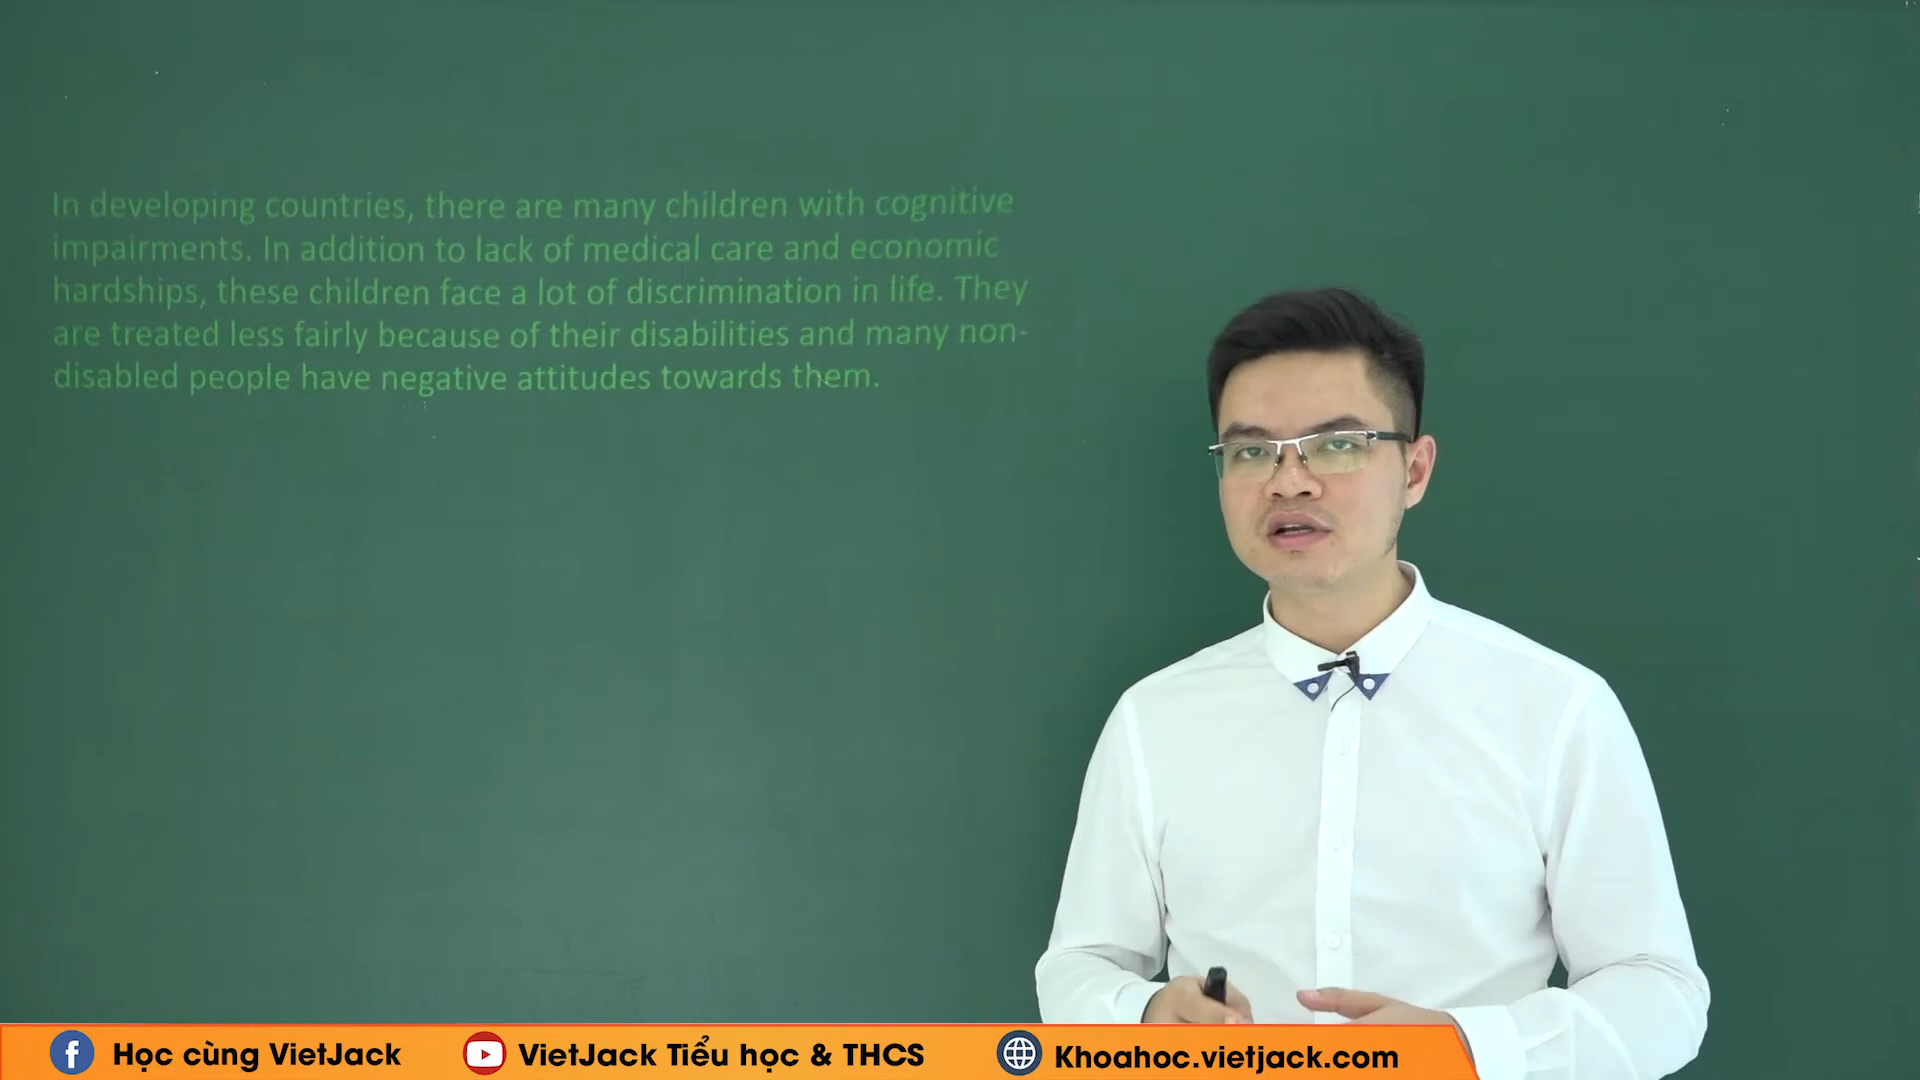 In developing countries, there are many children with cognitive
impairments. In addition to lack of medical care and economic
hardships, these children face a lot of discrimination in life. They
are treated less fairly because of their disabilities and many non-
disabled people have negative attitudes towards them.
Học cùng VietJack
VietJack Tiểu học & THCS
Khoahoc.vietjack.com